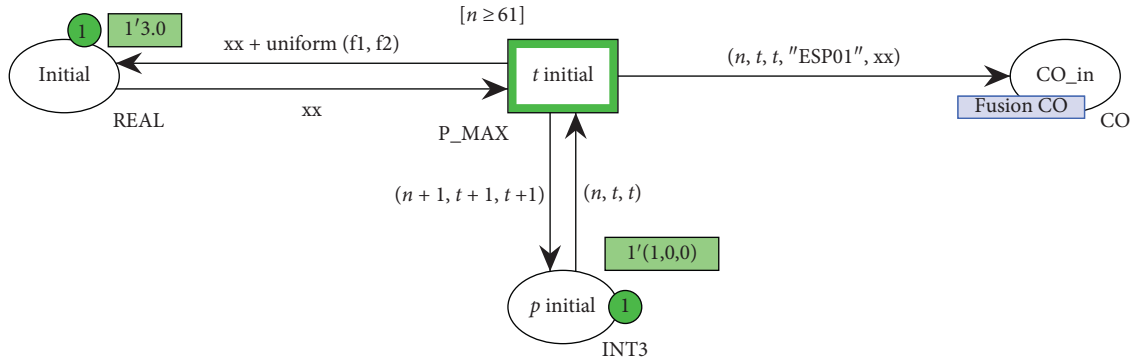 [n ≥ 61]
1
1′3.0
xx + uniform (f1, f2)
Initial
t initial
(n, t, t, ″ESP01″, xx)
CO_in
Fusion CO
xx
REAL
P_MAX
CO
(n + 1, t + 1, t +1)
(n, t, t)
1′(1,0,0)
p initial
1
INT3